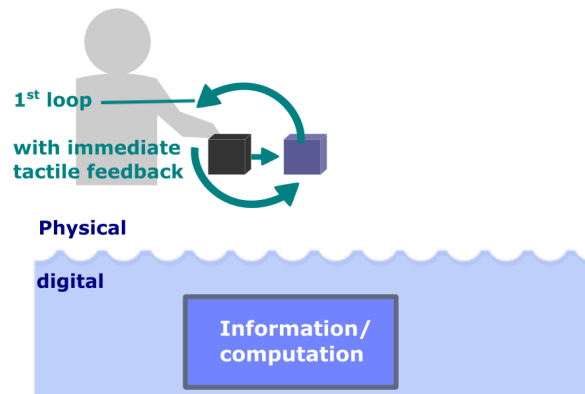 1st loop
with immediate
tactile feedback
Physical
digital
Information/
computation